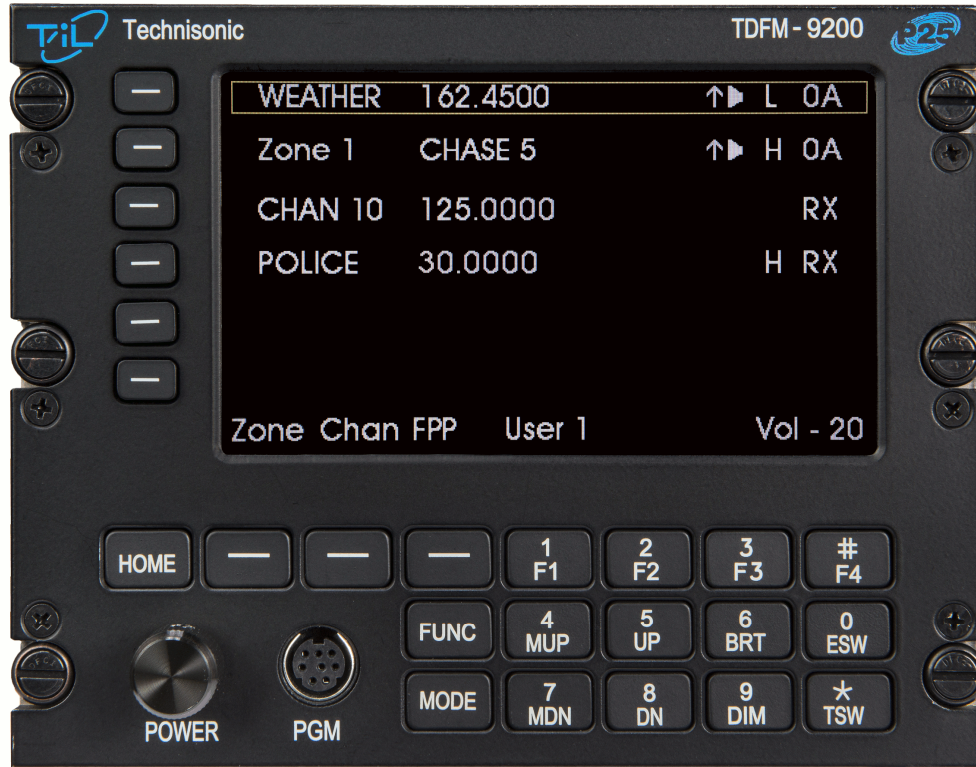 TiL Technisonic TDFM - 9200 P25
WEATHER 162.4500 ↑ L 0A
Zone 1 CHASE 5 ↑ H 0A
CHAN 10 125.0000 RX
POLICE 30.0000 H RX
Zone Chan FPP User 1 Vol - 20
HOME 1 2 3 #
F1 F2 F3 F4
FUNC 4 5 6 0
MUP UP BRT ESW
MODE 7 8 9 *
MDN DN DIM TSW
POWER PGM